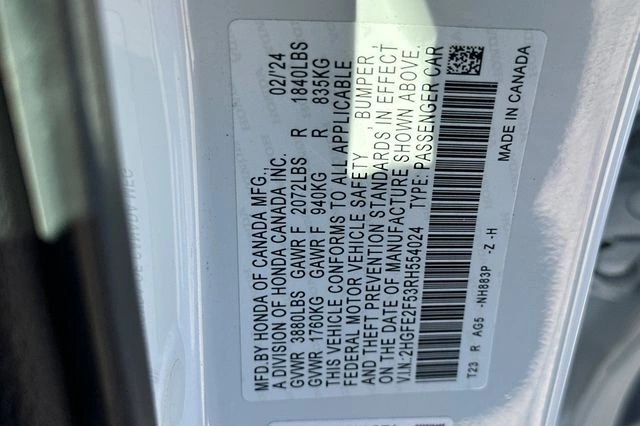 MFD.BY HONDA OF CANADA MFG., 02/'24
A DIVISION OF HONDA CANADA INC.
GVWR 3880LBS GAWR F 2072LBS R 1840LBS
GVWR 1760KG GAWR F 940KG R 835KG
THIS VEHICLE CONFORMS TO ALL APPLICABLE
FEDERAL MOTOR VEHICLE SAFETY, BUMPER,
AND THEFT PREVENTION STANDARDS IN EFFECT
ON THE DATE OF MANUFACTURE SHOWN ABOVE.
V.I.N.:2HGFE2F53RH554024 TYPE: PASSENGER CAR
T23 R AG5 -NH883P -Z -H
MADE IN CANADA